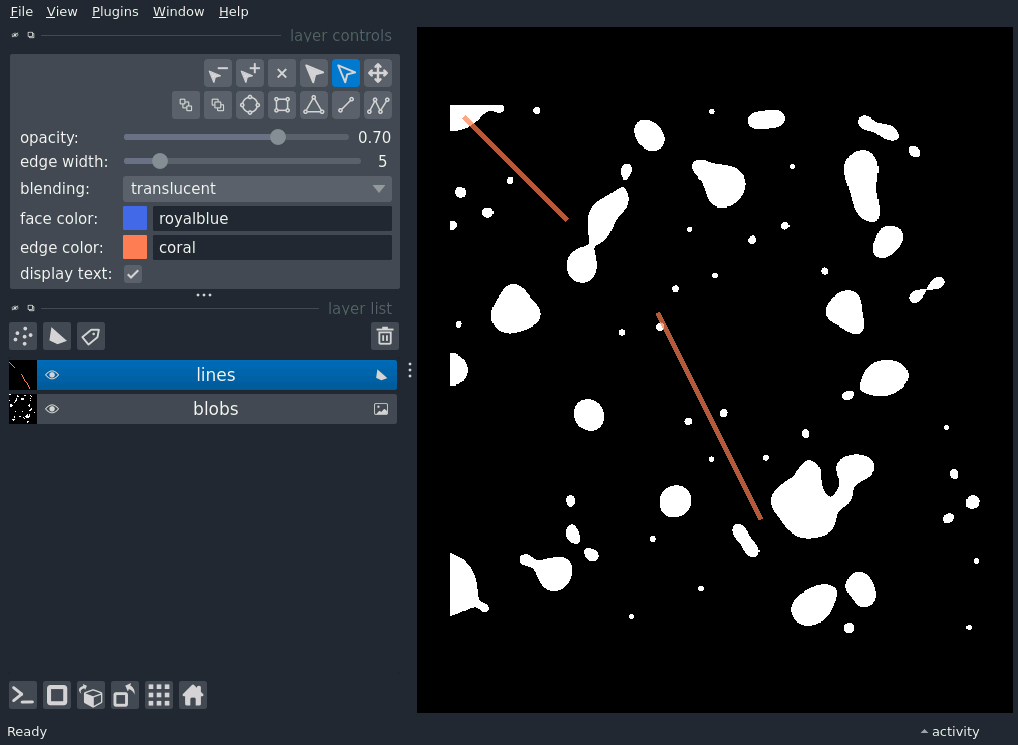 File View Plugins Window Help
layer controls
opacity: 0.70
edge width: 5
blending: translucent
face color: royalblue
edge color: coral
display text:
layer list
lines
blobs
Ready activity